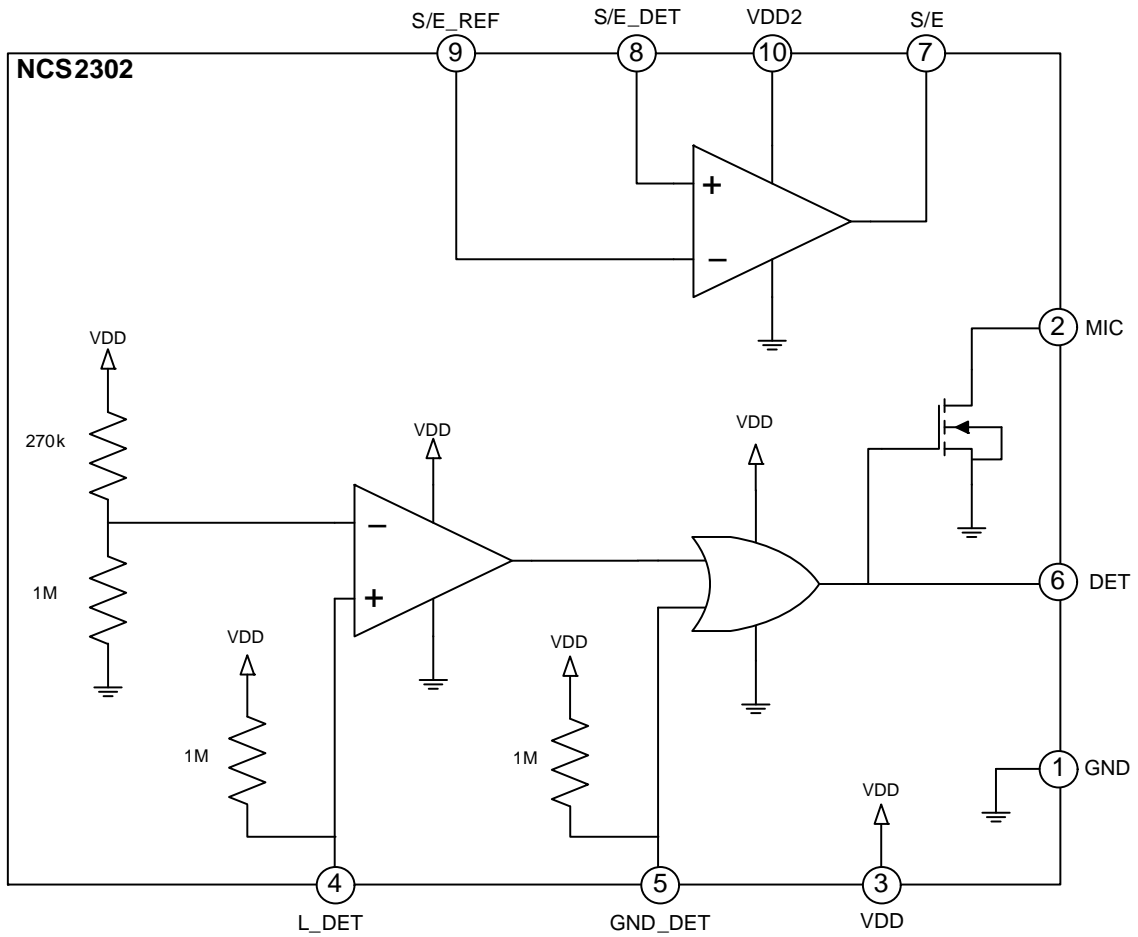 S/E_REF
S/E_DET
VDD2
S/E
9
8
10
7
NCS2302
+
−
2
MIC
VDD
270k
VDD
VDD
−
1M
+
6
DET
VDD
VDD
1M
1M
1
GND
VDD
4
5
3
L_DET
GND_DET
VDD